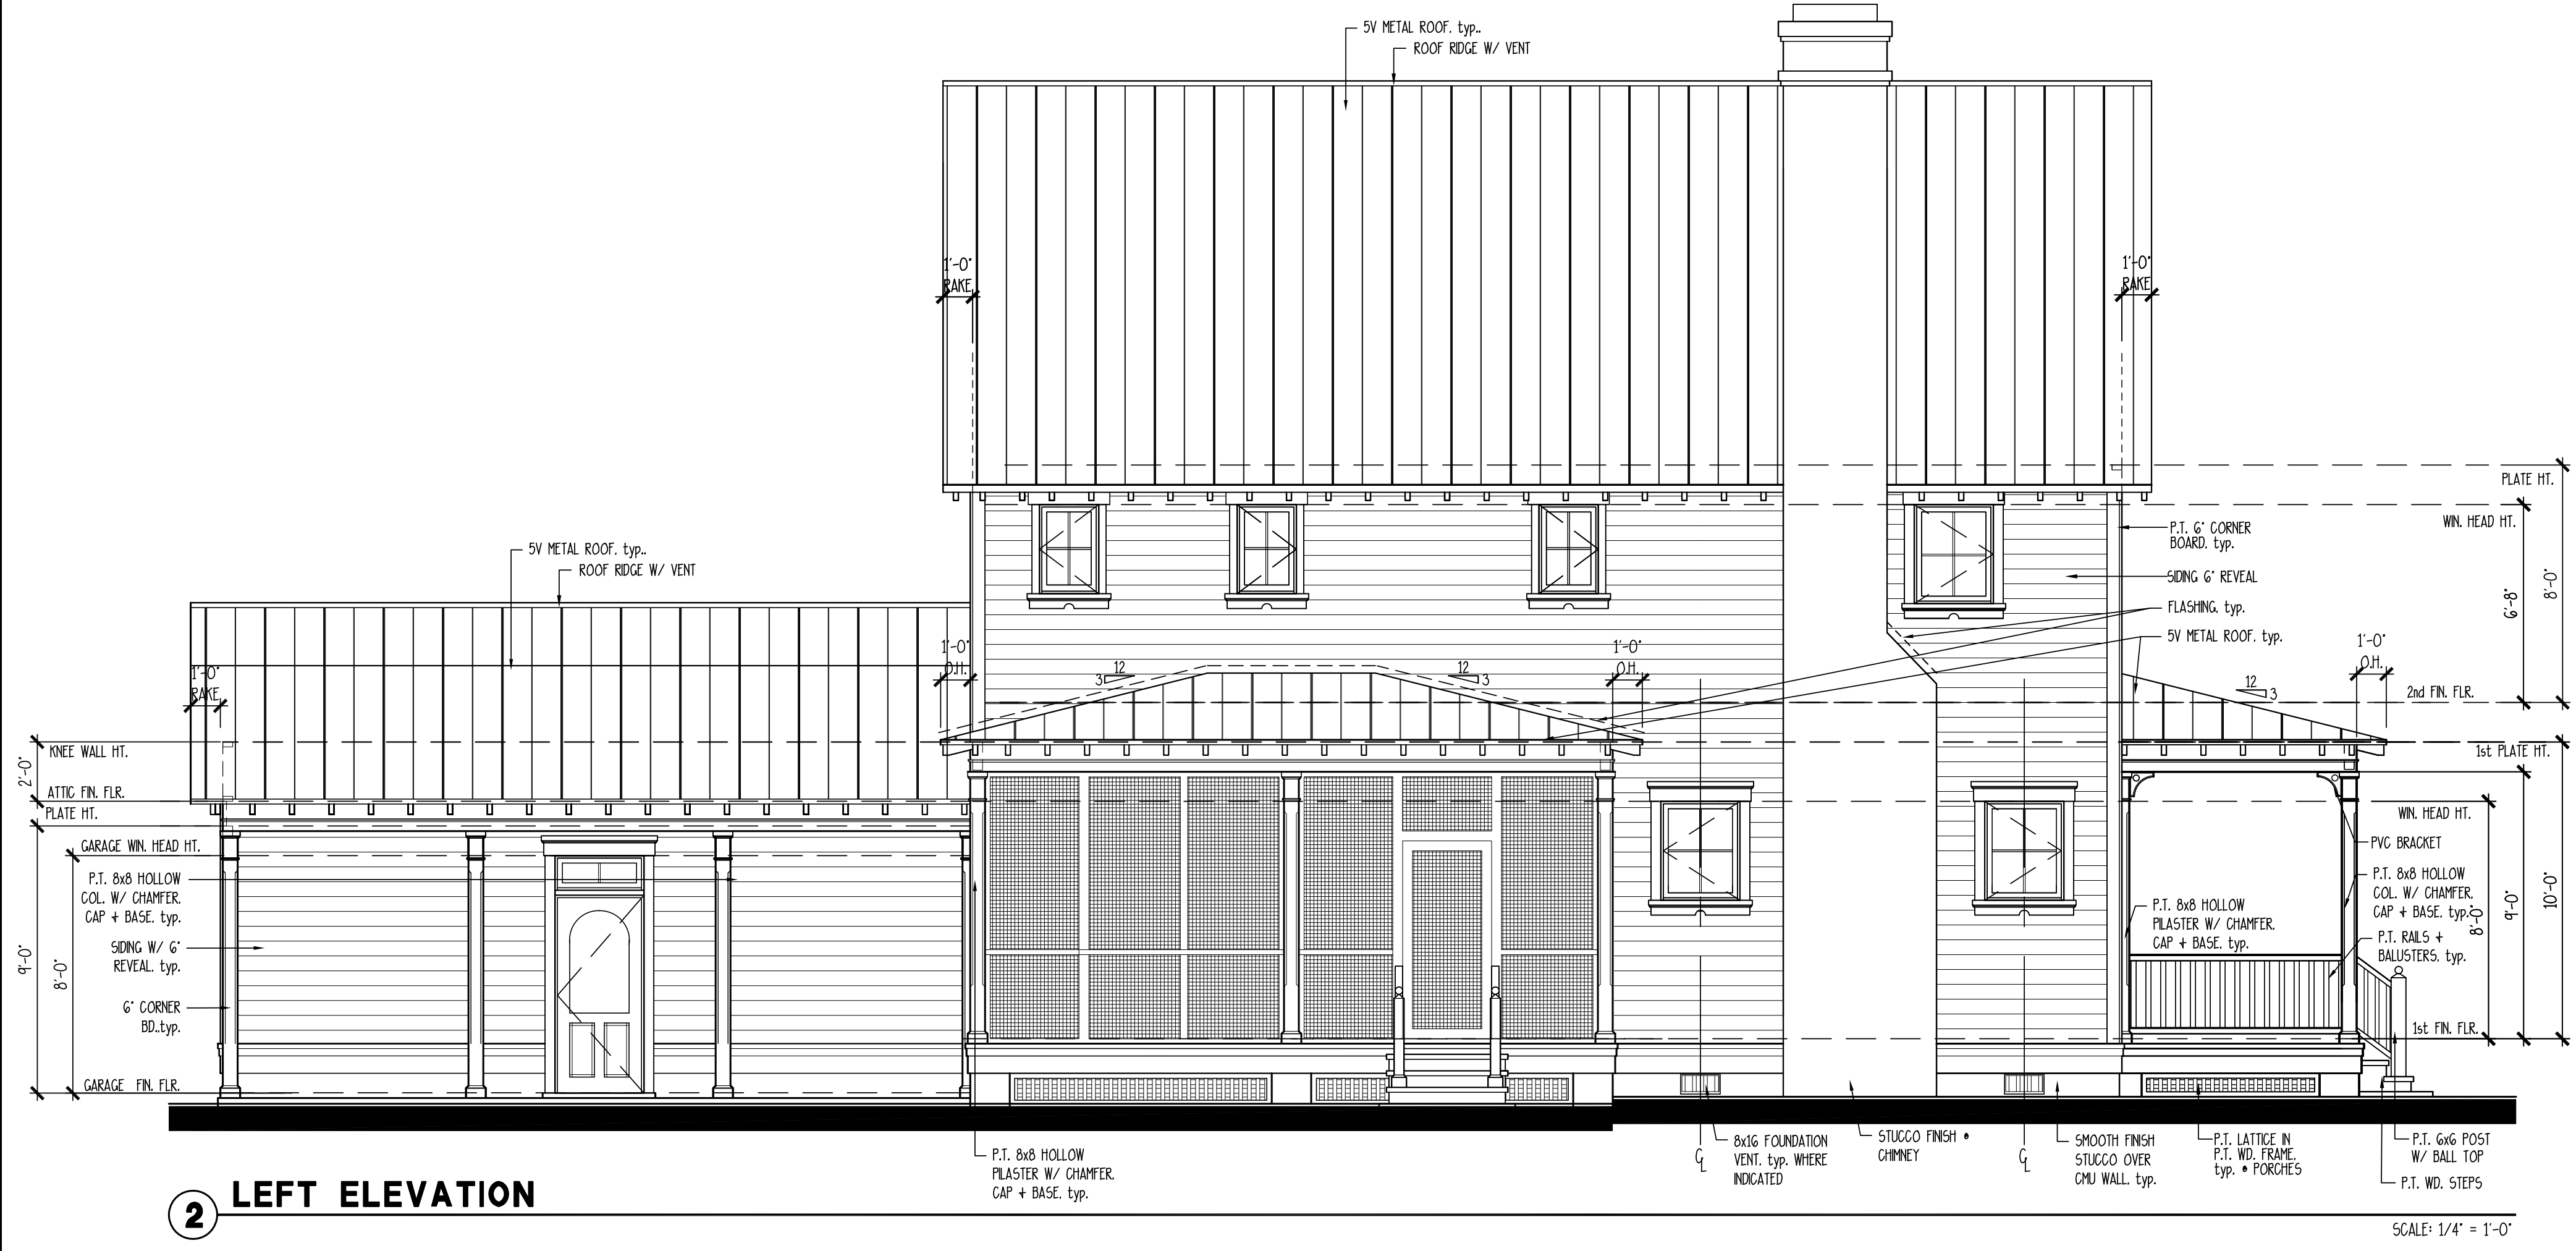 5V METAL ROOF. typ..
ROOF RIDGE W/ VENT
1'-0"
RAKE
1'-0"
RAKE
PLATE HT.
WIN. HEAD HT.
P.T. 6" CORNER
BOARD. typ.
SIDING 6" REVEAL
FLASHING. typ.
5V METAL ROOF. typ.
6'-8"
8'-0"
5V METAL ROOF. typ..
ROOF RIDGE W/ VENT
1'-0"
RAKE
1'-0"
O.H.
12
3
12
3
1'-0"
O.H.
1'-0"
O.H.
12
3
2nd FIN. FLR.
1st PLATE HT.
KNEE WALL HT.
2'-0"
ATTIC FIN. FLR.
PLATE HT.
GARAGE WIN. HEAD HT.
P.T. 8x8 HOLLOW
COL. W/ CHAMFER.
CAP + BASE. typ.
SIDING W/ 6"
REVEAL. typ.
6" CORNER
BD..typ.
9'-0"
8'-0"
GARAGE FIN. FLR.
WIN. HEAD HT.
PVC BRACKET
P.T. 8x8 HOLLOW
COL. W/ CHAMFER.
CAP + BASE. typ.
P.T. 8x8 HOLLOW
PILASTER W/ CHAMFER.
CAP + BASE. typ.
P.T. RAILS +
BALUSTERS. typ.
8'-0"
9'-0"
10'-0"
1st FIN. FLR.
P.T. 8x8 HOLLOW
PILASTER W/ CHAMFER.
CAP + BASE. typ.
CL
8x16 FOUNDATION
VENT. typ. WHERE
INDICATED
STUCCO FINISH @
CHIMNEY
CL
SMOOTH FINISH
STUCCO OVER
CMU WALL. typ.
P.T. LATTICE IN
P.T. WD. FRAME.
typ. @ PORCHES
P.T. 6x6 POST
W/ BALL TOP
P.T. WD. STEPS
2
LEFT ELEVATION
SCALE: 1/4" = 1'-0"